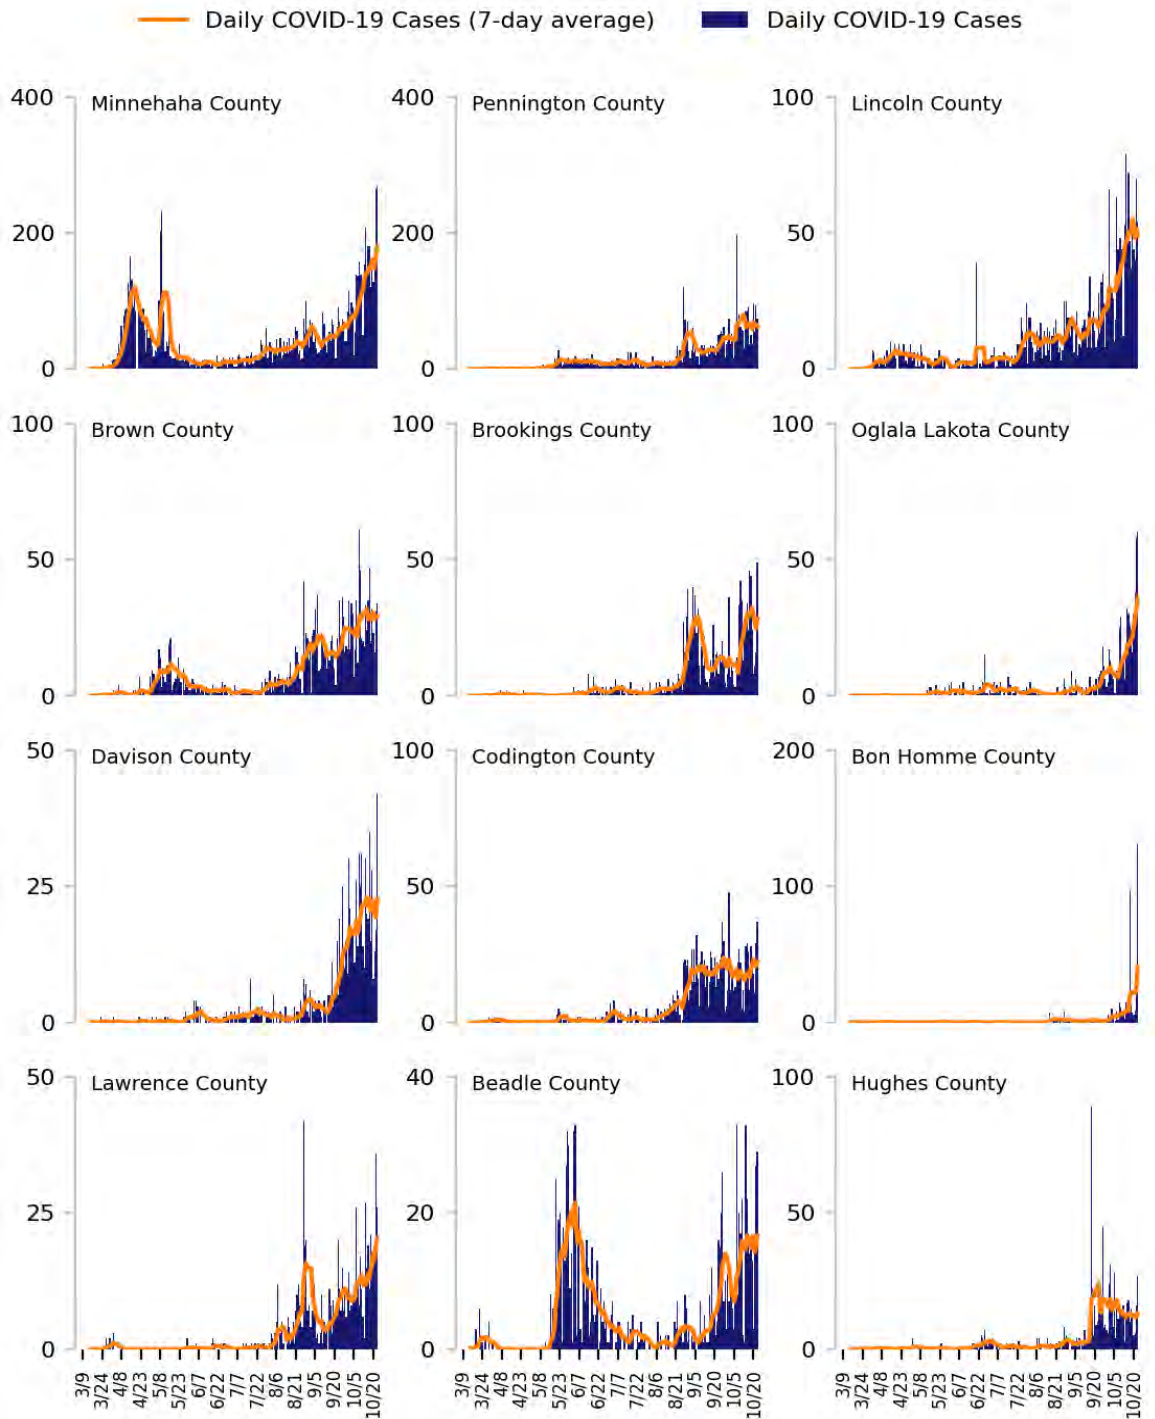 Daily COVID-19 Cases (7-day average) Daily COVID-19 Cases
400 Minnehaha County 400 Pennington County 100 Lincoln County
200 200 50
0 0 0
100 Brown County 100 Brookings County 100 Oglala Lakota County
50 50 50
0 0 0
50 Davison County 100 Codington County 200 Bon Homme County
25 50 100
0 0 0
50 Lawrence County 40 Beadle County 100 Hughes County
25 20 50
0 0 0
3/9 3/24 4/8 4/23 5/8 5/23 6/7 6/22 7/7 7/22 8/6 8/21 9/5 9/20 10/5 10/20 3/9 3/24 4/8 4/23 5/8 5/23 6/7 6/22 7/7 7/22 8/6 8/21 9/5 9/20 10/5 10/20 3/9 3/24 4/8 4/23 5/8 5/23 6/7 6/22 7/7 7/22 8/6 8/21 9/5 9/20 10/5 10/20